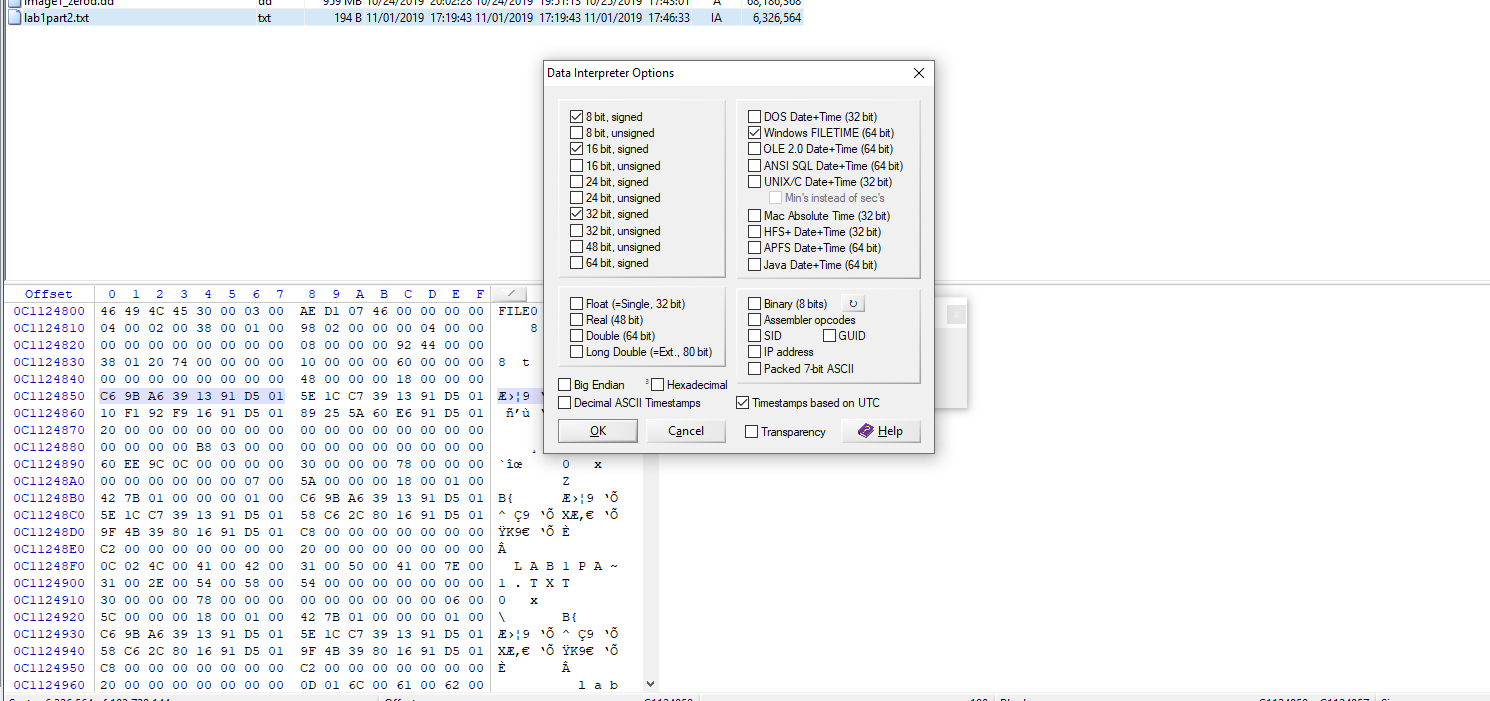 lab1part2.txt txt 194 B 11/01/2019 17:19:43 11/01/2019 17:19:43 11/01/2019 17:46:33 IA 6,326,564
Data Interpreter Options
8 bit, signed
8 bit, unsigned
16 bit, signed
16 bit, unsigned
24 bit, signed
24 bit, unsigned
32 bit, signed
32 bit, unsigned
48 bit, unsigned
64 bit, signed
DOS Date+Time (32 bit)
Windows FILETIME (64 bit)
OLE 2.0 Date+Time (64 bit)
ANSI SQL Date+Time (64 bit)
UNIX/C Date+Time (32 bit)
Min's instead of sec's
Mac Absolute Time (32 bit)
HFS+ Date+Time (32 bit)
APFS Date+Time (64 bit)
Java Date+Time (64 bit)
Float (=Single, 32 bit)
Real (48 bit)
Double (64 bit)
Long Double (=Ext., 80 bit)
Binary (8 bits)
Assembler opcodes
SID GUID
IP address
Packed 7-bit ASCII
Big Endian ³ Hexadecimal
Decimal ASCII Timestamps
Timestamps based on UTC
OK Cancel Transparency Help
Offset 0 1 2 3 4 5 6 7 8 9 A B C D E F
0C1124800 46 49 4C 45 30 00 03 00 AE D1 07 46 00 00 00 00 FILE0
0C1124810 04 00 02 00 38 00 01 00 98 02 00 00 00 04 00 00 8
0C1124820 00 00 00 00 00 00 00 00 08 00 00 00 92 44 00 00
0C1124830 38 01 20 74 00 00 00 00 10 00 00 00 60 00 00 00 8 t
0C1124840 00 00 00 00 00 00 00 00 48 00 00 00 18 00 00 00
0C1124850 C6 9B A6 39 13 91 D5 01 5E 1C C7 39 13 91 D5 01 Æ›¦9
0C1124860 10 F1 92 F9 16 91 D5 01 89 25 5A 60 E6 91 D5 01 ñ’ù
0C1124870 20 00 00 00 00 00 00 00 00 00 00 00 00 00 00 00
0C1124880 00 00 00 00 B8 03 00 00 00 00 00 00 00 00 00 00 ¸
0C1124890 60 EE 9C 0C 00 00 00 00 30 00 00 00 78 00 00 00 `îœ 0 x
0C11248A0 00 00 00 00 00 00 07 00 5A 00 00 00 18 00 01 00 Z
0C11248B0 42 7B 01 00 00 00 01 00 C6 9B A6 39 13 91 D5 01 B{ Æ›¦9 ‘Õ
0C11248C0 5E 1C C7 39 13 91 D5 01 58 C6 2C 80 16 91 D5 01 ^ Ç9 ‘Õ XÆ,€ ‘Õ
0C11248D0 9F 4B 39 80 16 91 D5 01 C8 00 00 00 00 00 00 00 ŸK9€ ‘Õ È
0C11248E0 C2 00 00 00 00 00 00 00 20 00 00 00 00 00 00 00 Â
0C11248F0 0C 02 4C 00 41 00 42 00 31 00 50 00 41 00 7E 00 L A B 1 P A ~
0C1124900 31 00 2E 00 54 00 58 00 54 00 00 00 00 00 00 00 1 . T X T
0C1124910 30 00 00 00 78 00 00 00 00 00 00 00 00 00 06 00 0 x
0C1124920 5C 00 00 00 18 00 01 00 42 7B 01 00 00 00 01 00 \ B{
0C1124930 C6 9B A6 39 13 91 D5 01 5E 1C C7 39 13 91 D5 01 Æ›¦9 ‘Õ ^ Ç9 ‘Õ
0C1124940 58 C6 2C 80 16 91 D5 01 9F 4B 39 80 16 91 D5 01 XÆ,€ ‘Õ ŸK9€ ‘Õ
0C1124950 C8 00 00 00 00 00 00 00 C2 00 00 00 00 00 00 00 È Â
0C1124960 20 00 00 00 00 00 00 00 0D 01 6C 00 61 00 62 00 l a b